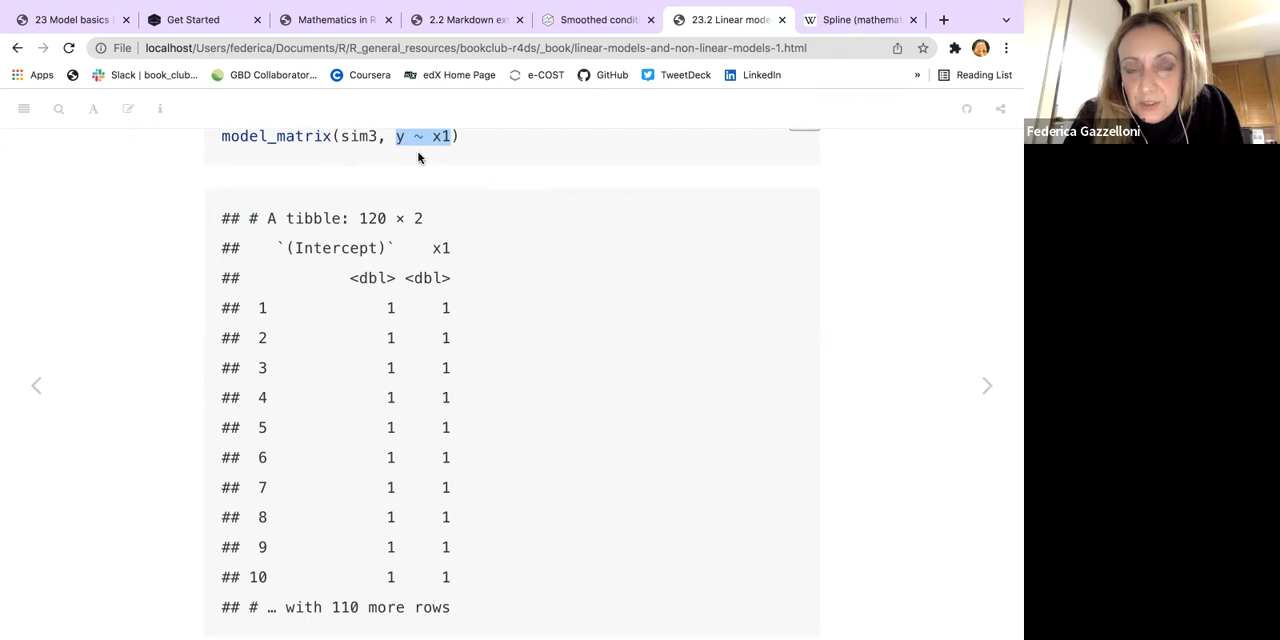 23 Model basics
Get Started
Mathematics in R
2.2 Markdown ex
Smoothed condit
23.2 Linear mode
Spline (mathemat
File
localhost/Users/federica/Documents/R/R_general_resources/bookclub-r4ds/_book/linear-models-and-non-linear-models-1.html
Apps
Slack | book_club...
GBD Collaborator...
Coursera
edX Home Page
e-COST
GitHub
TweetDeck
LinkedIn
»
Reading List
Federica Gazzelloni
model_matrix(sim3, y ~ x1)
## # A tibble: 120 × 2
## `(Intercept)` x1
## <dbl> <dbl>
## 1 1 1
## 2 1 1
## 3 1 1
## 4 1 1
## 5 1 1
## 6 1 1
## 7 1 1
## 8 1 1
## 9 1 1
## 10 1 1
## # … with 110 more rows